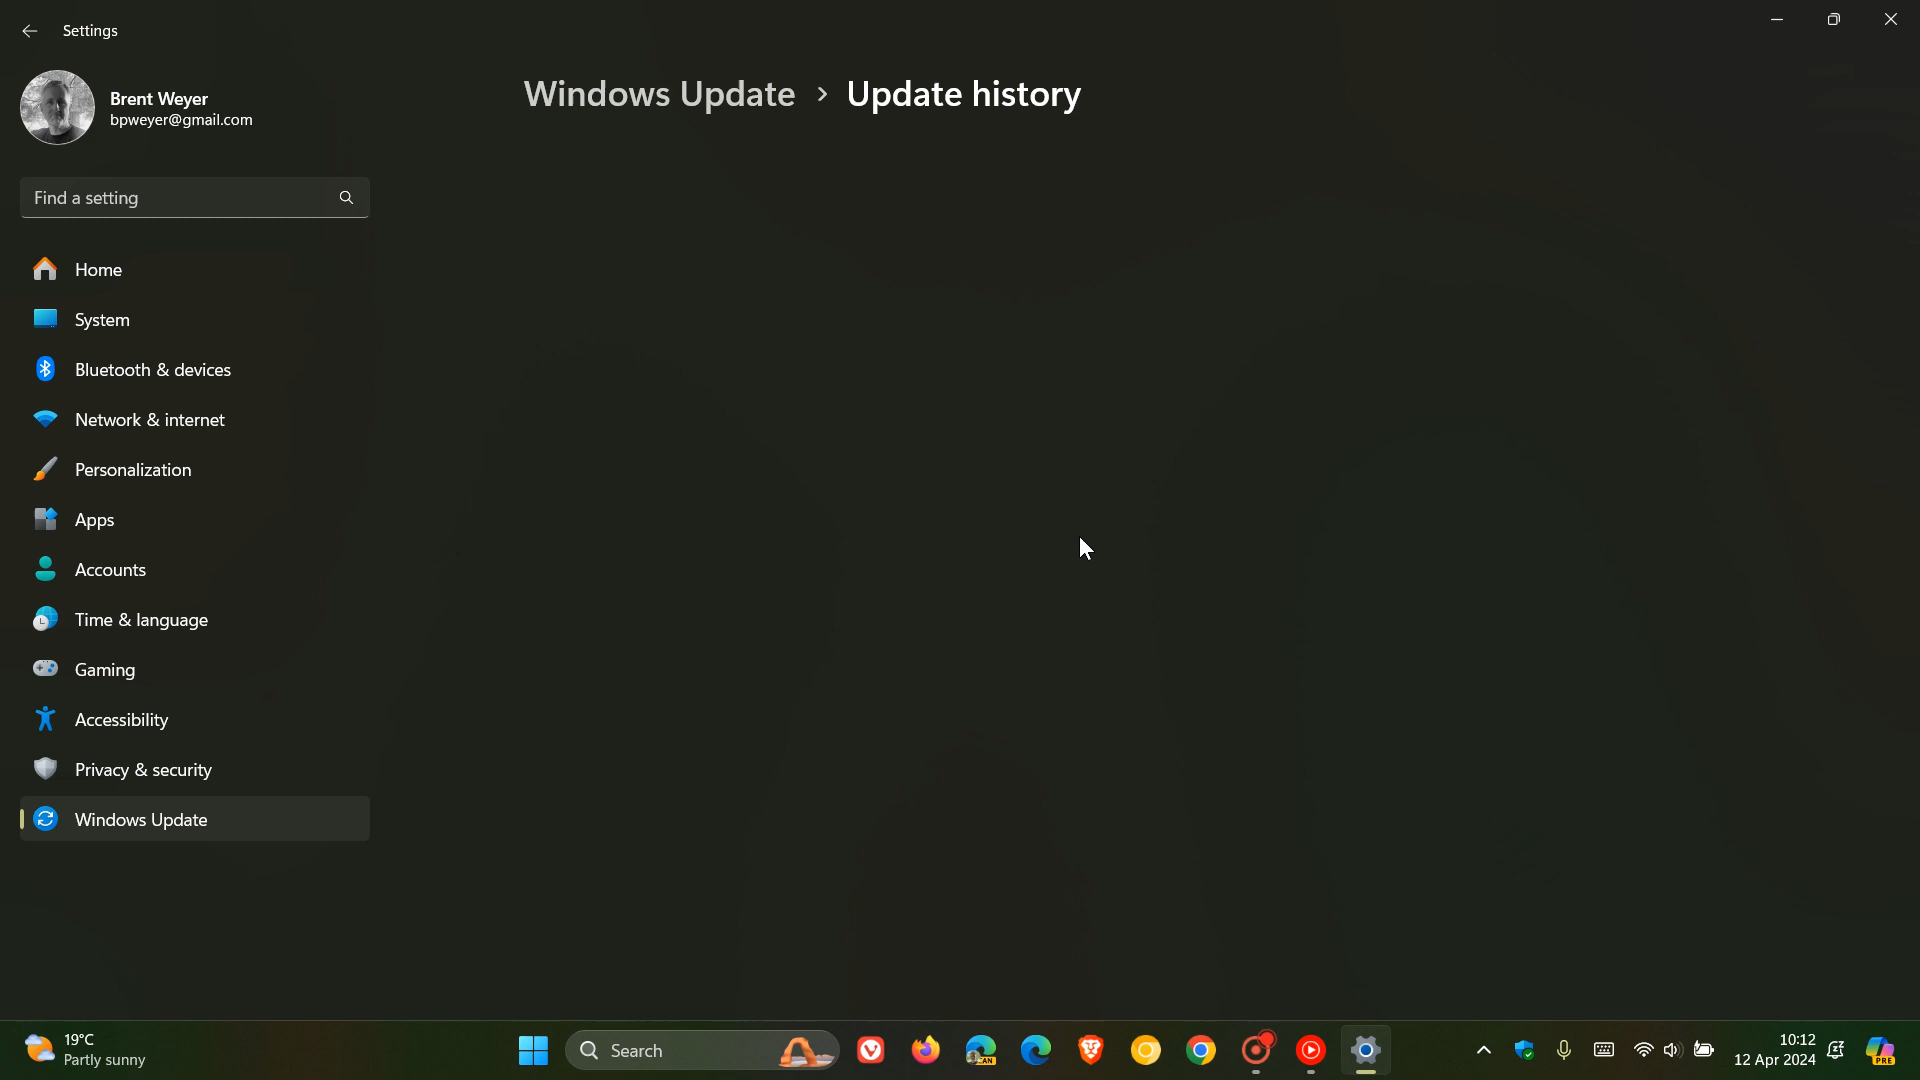 Settings
Brent Weyer
bpweyer@gmail.com
Windows Update > Update history
Find a setting
Home
System
Bluetooth & devices
Network & internet
Personalization
Apps
Accounts
Time & language
Gaming
Accessibility
Privacy & security
Windows Update
19°C
Partly sunny
Search
CAN
10:12
12 Apr 2024
PRE